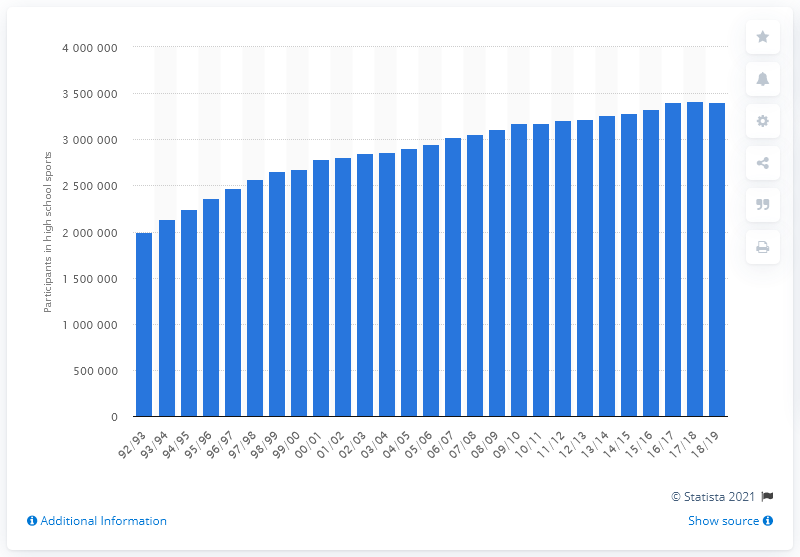 4 000 000
3 500 000
3 000 000
2 500 000
2 000 000
1 500 000
1 000 000
500 000
0
Participants in high school sports
92/93
93/94
94/95
95/96
96/97
97/98
98/99
99/00
00/01
01/02
02/03
03/04
04/05
05/06
06/07
07/08
08/09
09/10
10/11
11/12
12/13
13/14
14/15
15/16
16/17
17/18
18/19
© Statista 2021
Additional Information
Show source